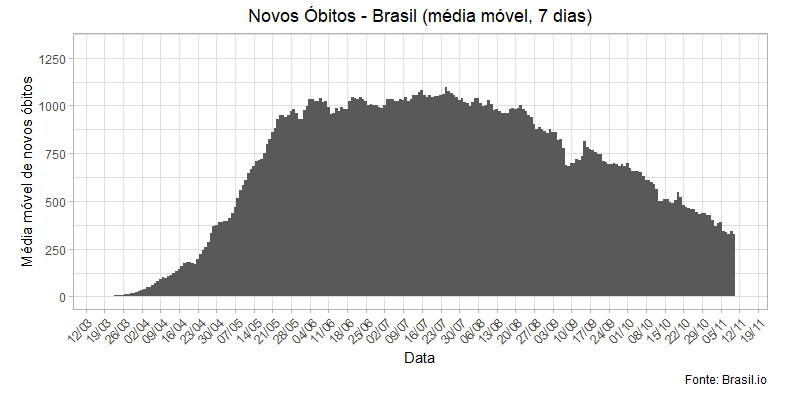 Novos Óbitos - Brasil (média móvel, 7 dias)
Média móvel de novos óbitos
1250
1000
750
500
250
0
12/03 19/03 26/03 02/04 09/04 16/04 23/04 30/04 07/05 14/05 21/05 28/05 04/06 11/06 18/06 25/06 02/07 09/07 16/07 23/07 30/07 06/08 13/08 20/08 27/08 03/09 10/09 17/09 24/09 01/10 08/10 15/10 22/10 29/10 05/11 12/11 19/11
Data
Fonte: Brasil.io